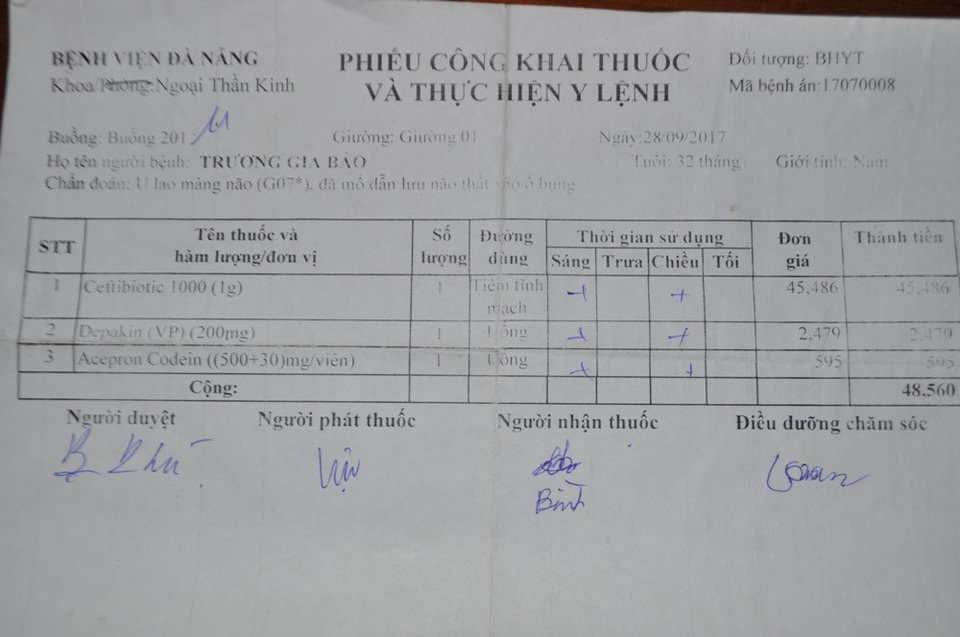 BỆNH VIỆN ĐÀ NẴNG
Khoa/Phòng: Ngoại Thần Kinh
PHIẾU CÔNG KHAI THUỐC
VÀ THỰC HIỆN Y LỆNH
Đối tượng: BHYT
Mã bệnh án:17070008
Buồng: Buồng 201 Giường: Giường 01 Ngày:28/09/2017
Họ tên người bệnh: TRƯƠNG GIA BẢO Tuổi: 32 tháng Giới tính: Nam
Chẩn đoán: U lao màng não (G07*), đã mổ dẫn lưu não thất vào ổ bụng
STT Tên thuốc và hàm lượng/đơn vị Số lượng Đường dùng Thời gian sử dụng Đơn giá Thành tiền
Sáng Trưa Chiều Tối
1 Ceftibiotic 1000 (1g) 1 Tiêm tĩnh mạch + + 45,486 45,486
2 Depakin (VP) (200mg) 1 Uống + + 2,479 2,479
3 Acepron Codein ((500+30)mg/viên) 1 Uống + + 595 595
Cộng: 48,560
Người duyệt Người phát thuốc Người nhận thuốc Điều dưỡng chăm sóc
Bình